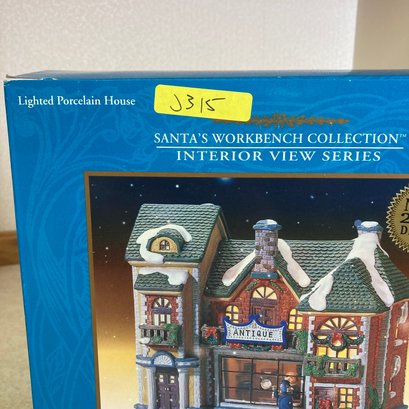 Lighted Porcelain House
J315
SANTA'S WORKBENCH COLLECTION™
INTERIOR VIEW SERIES
ANTIQUE